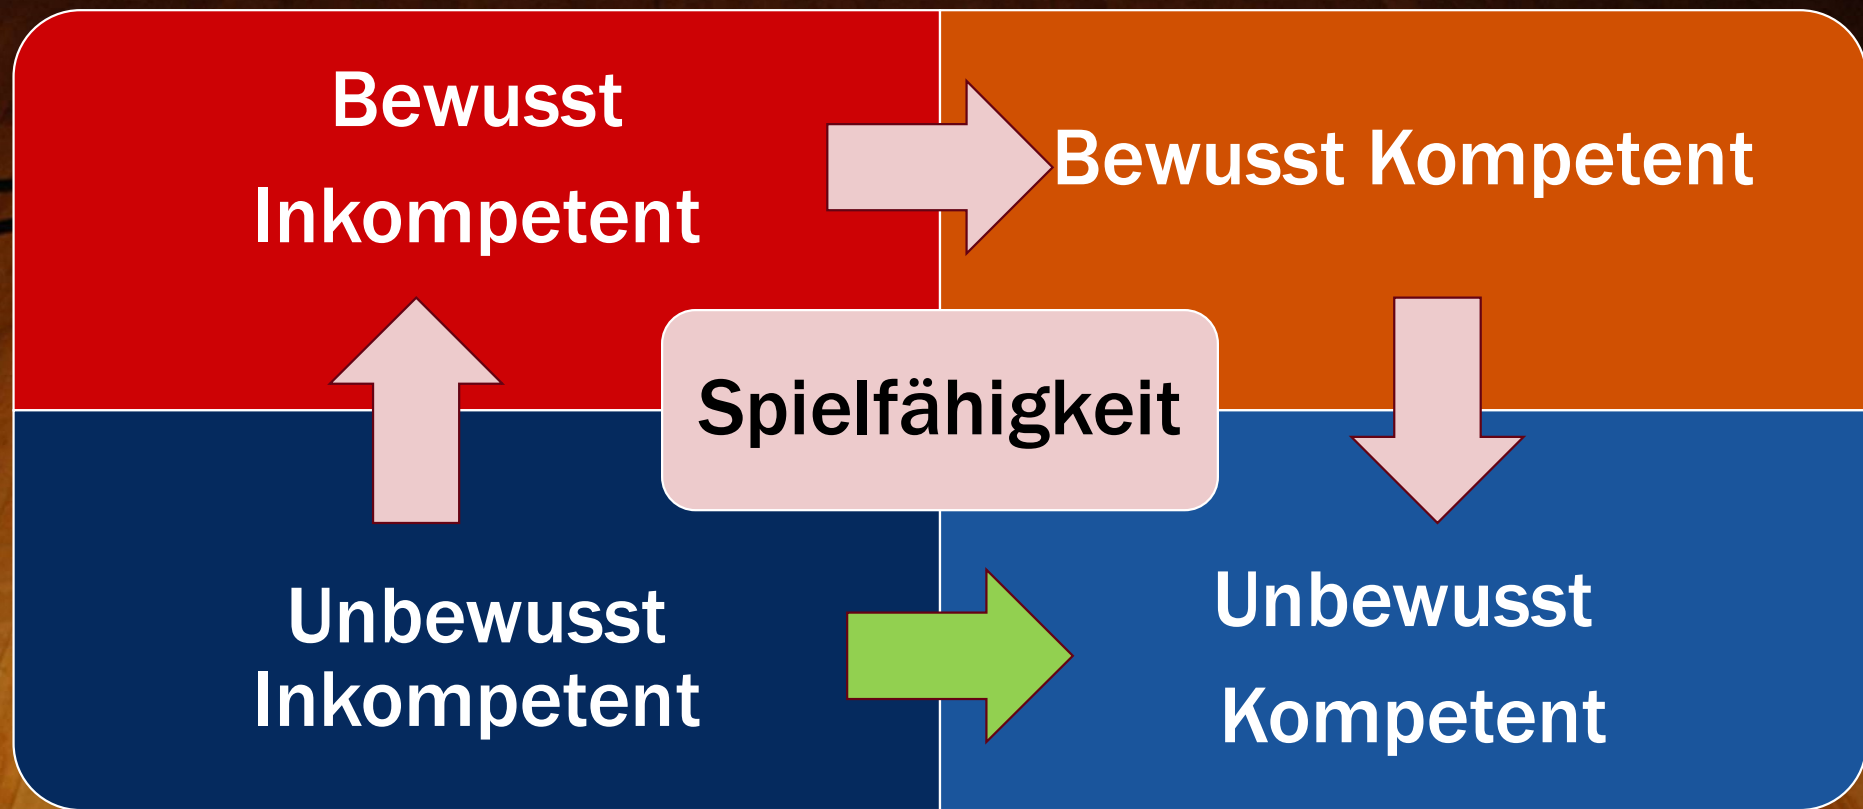 Bewusst
Inkompetent
Bewusst Kompetent
Spielfähigkeit
Unbewusst
Inkompetent
Unbewusst
Kompetent